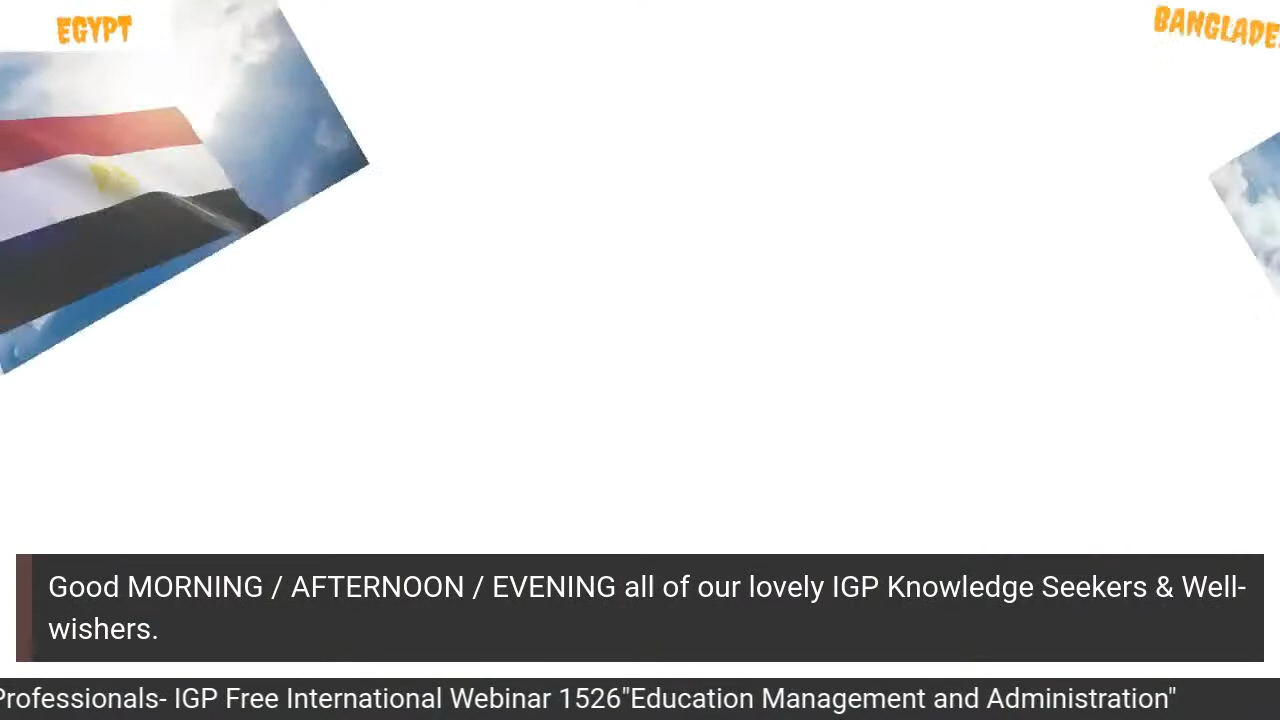 EGYPT
Good MORNING / AFTERNOON / EVENING all of our lovely IGP Knowledge Seekers & Well-
wishers.
Professionals- IGP Free International Webinar 1526"Education Management and Administration"